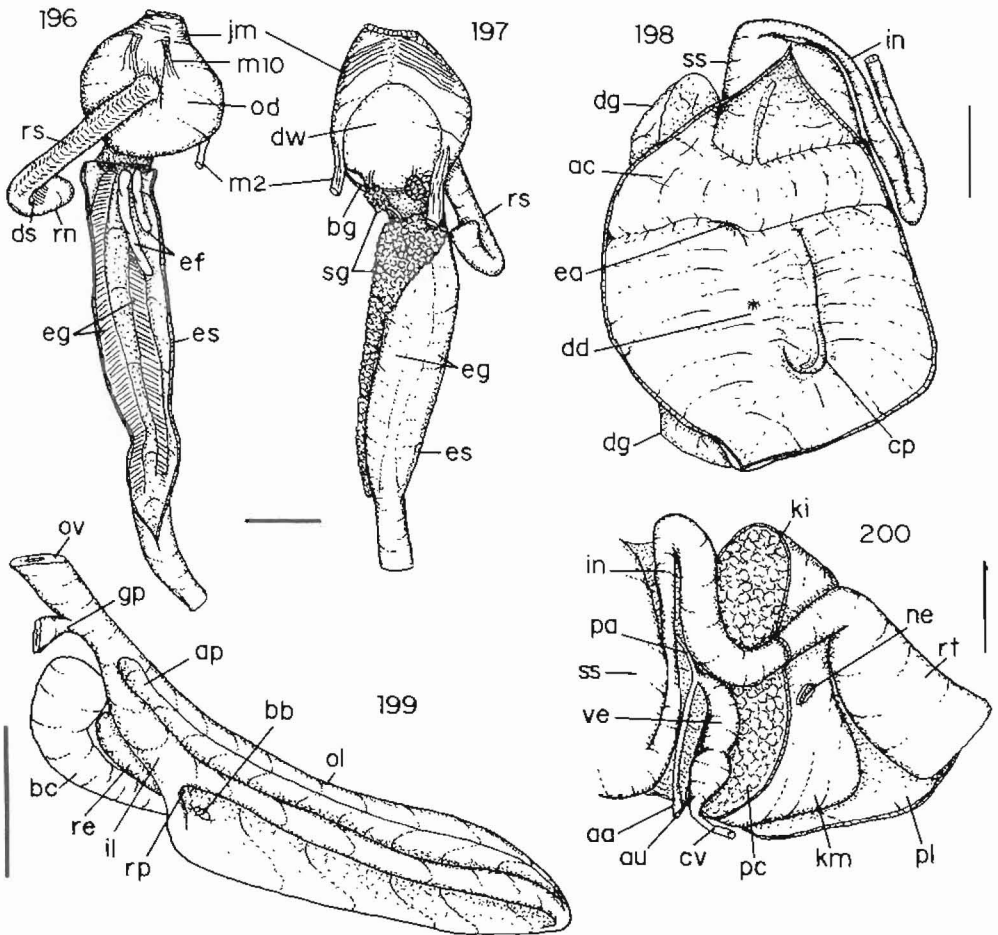 196
jm
m10
od
rs
m2
ds
rn
ef
eg
es
197
dw
bg
sg
rs
eg
es
198
ss
in
dg
ac
ea
dd
dg
cp
ov
gp
ap
199
bb
ol
bc
re
il
rp
ki
200
in
ne
pa
rt
ss
ve
aa
au
cv
pc
km
pl